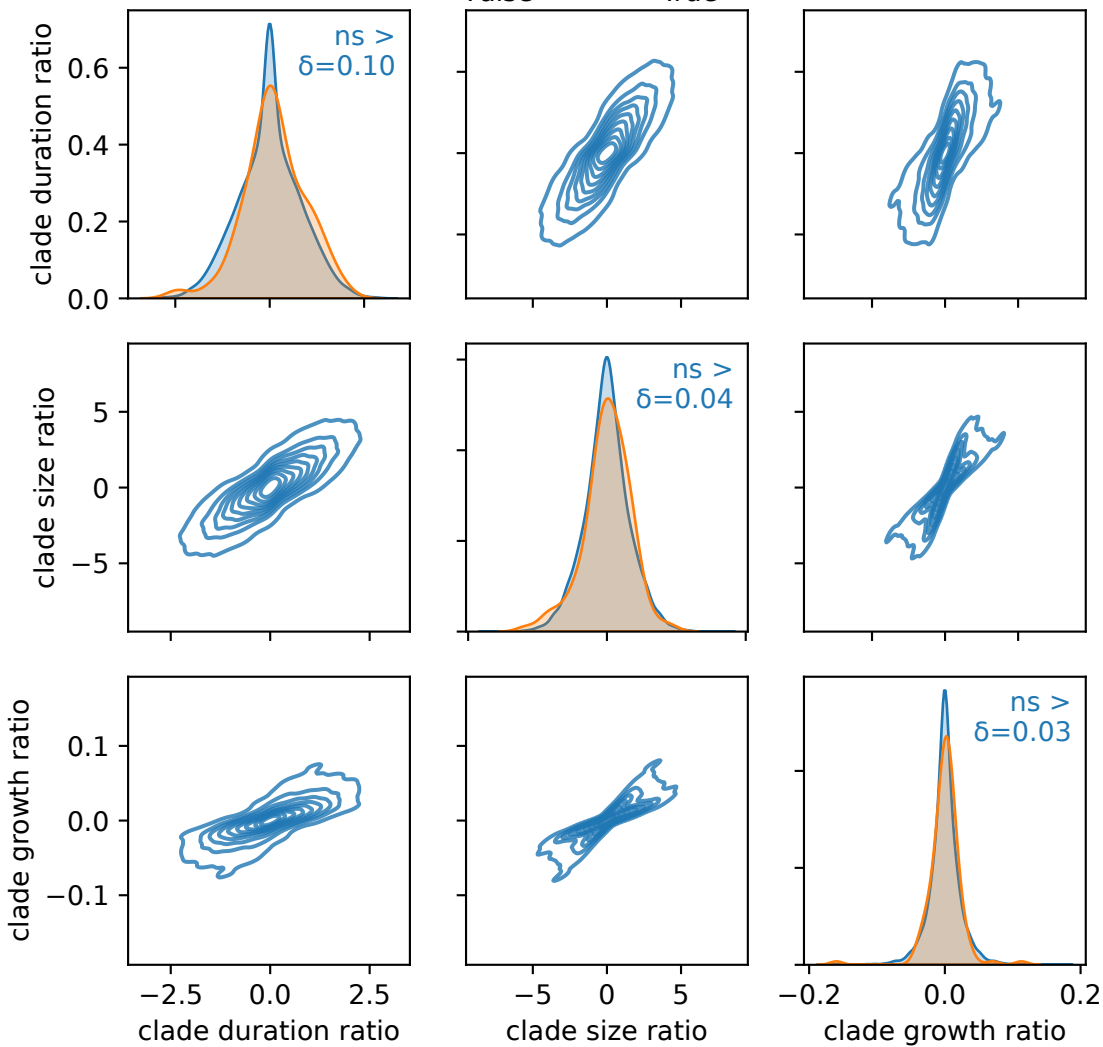 clade duration ratio
0.6
0.4
0.2
0.0
ns >
δ=0.10
clade size ratio
5
0
−5
ns >
δ=0.04
clade growth ratio
0.1
0.0
−0.1
ns >
δ=0.03
−2.5 0.0 2.5
−5 0 5
−0.2 0.0 0.2
clade duration ratio
clade size ratio
clade growth ratio